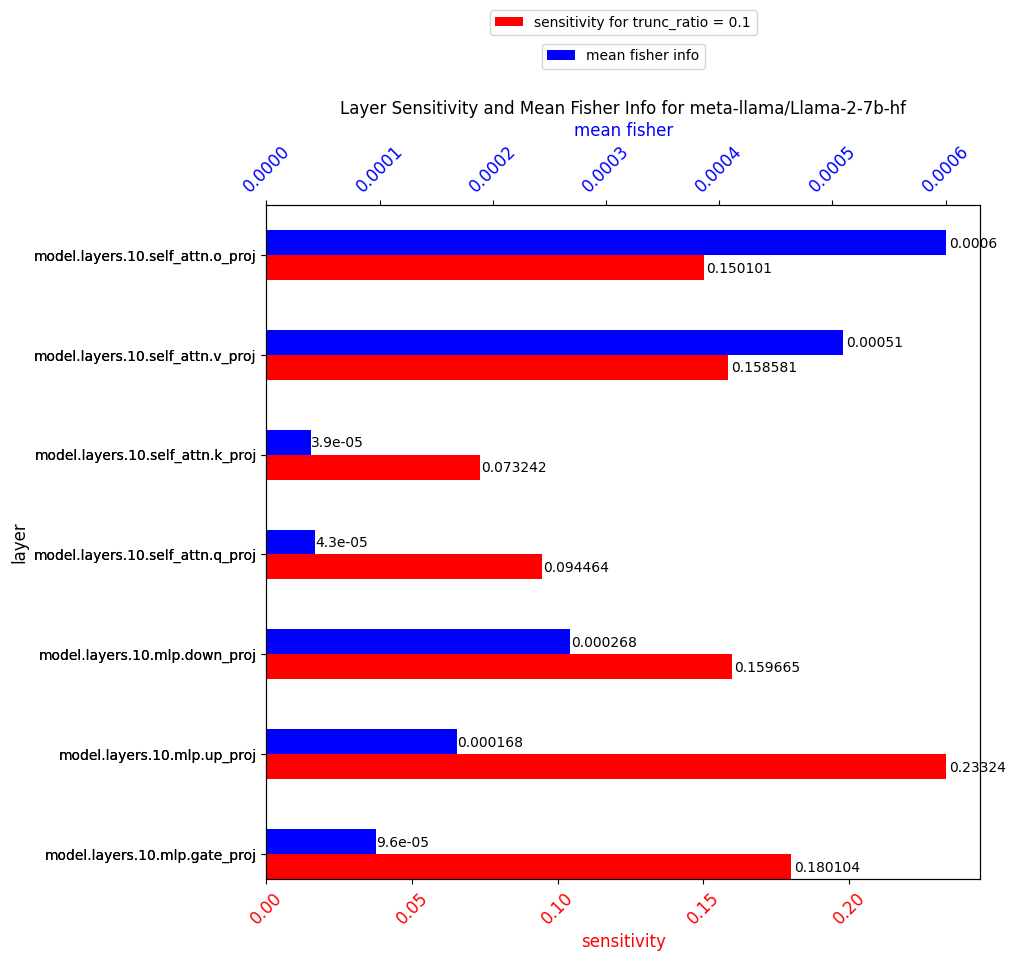 sensitivity for trunc_ratio = 0.1
mean fisher info
Layer Sensitivity and Mean Fisher Info for meta-llama/Llama-2-7b-hf
mean fisher
0.0000 0.0001 0.0002 0.0003 0.0004 0.0005 0.0006
layer
model.layers.10.self_attn.o_proj
0.0006
0.150101
model.layers.10.self_attn.v_proj
0.00051
0.158581
model.layers.10.self_attn.k_proj
3.9e-05
0.073242
model.layers.10.self_attn.q_proj
4.3e-05
0.094464
model.layers.10.mlp.down_proj
0.000268
0.159665
model.layers.10.mlp.up_proj
0.000168
0.23324
model.layers.10.mlp.gate_proj
9.6e-05
0.180104
0.00 0.05 0.10 0.15 0.20
sensitivity